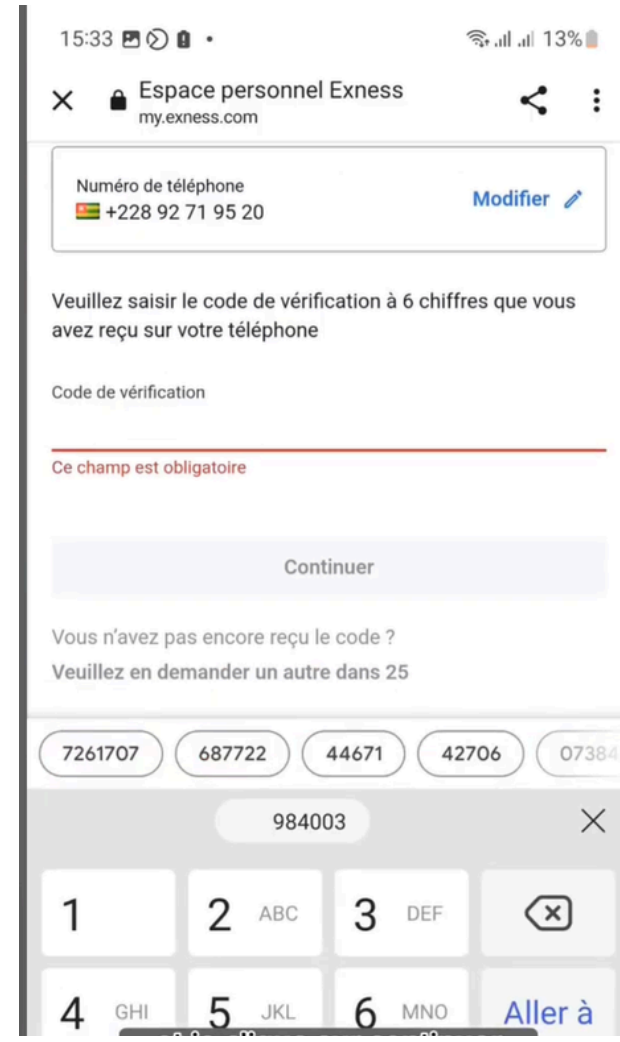 15:33
13%
Espace personnel Exness
my.exness.com
Numéro de téléphone
+228 92 71 95 20
Modifier
Veuillez saisir le code de vérification à 6 chiffres que vous
avez reçu sur votre téléphone
Code de vérification
Ce champ est obligatoire
Continuer
Vous n'avez pas encore reçu le code ?
Veuillez en demander un autre dans 25
7261707 687722 44671 42706 07384
984003
1 2 ABC 3 DEF
4 GHI 5 JKL 6 MNO Aller à